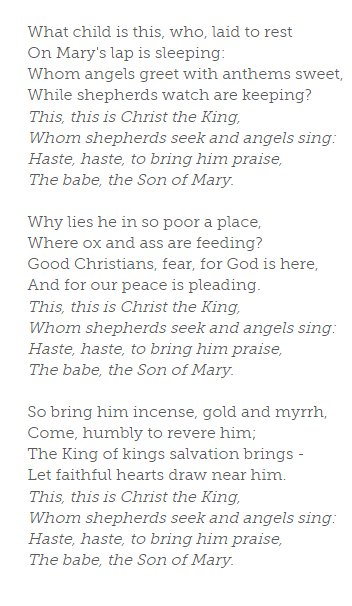 What child is this, who, laid to rest
On Mary's lap is sleeping:
Whom angels greet with anthems sweet,
While shepherds watch are keeping?
This, this is Christ the King,
Whom shepherds seek and angels sing:
Haste, haste, to bring him praise,
The babe, the Son of Mary.

Why lies he in so poor a place,
Where ox and ass are feeding?
Good Christians, fear, for God is here,
And for our peace is pleading.
This, this is Christ the King,
Whom shepherds seek and angels sing:
Haste, haste, to bring him praise,
The babe, the Son of Mary.

So bring him incense, gold and myrrh,
Come, humbly to revere him;
The King of kings salvation brings -
Let faithful hearts draw near him.
This, this is Christ the King,
Whom shepherds seek and angels sing:
Haste, haste, to bring him praise,
The babe, the Son of Mary.